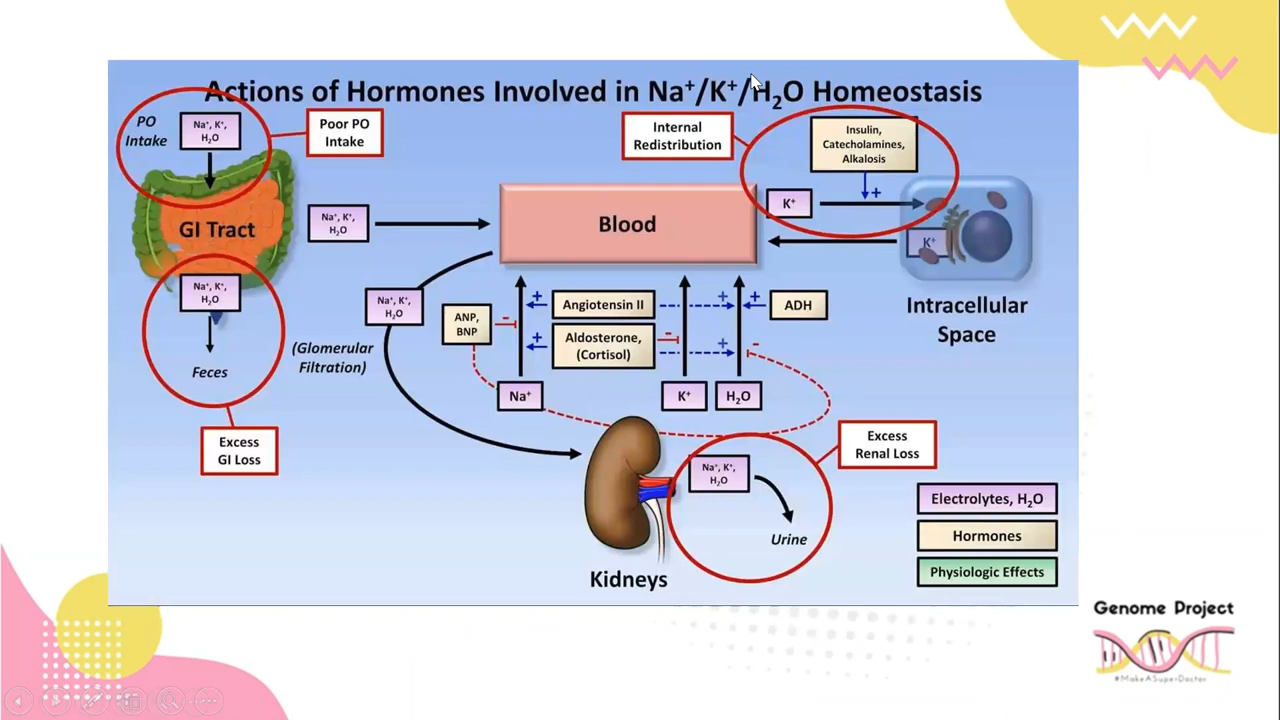 Actions of Hormones Involved in Na⁺/K⁺/H₂O Homeostasis
PO
Intake
Na⁺, K⁺,
H₂O
Poor PO
Intake
Internal
Redistribution
Insulin,
Catecholamines,
Alkalosis
+
K⁺
K⁺
Intracellular
Space
GI Tract
Na⁺, K⁺,
H₂O
Blood
Na⁺, K⁺,
H₂O
Feces
Excess
GI Loss
Na⁺, K⁺,
H₂O
(Glomerular
Filtration)
ANP,
BNP
-
+
Angiotensin II
+
+
ADH
+
Aldosterone,
(Cortisol)
-
+
-
Na⁺
K⁺
H₂O
Kidneys
Na⁺, K⁺,
H₂O
Urine
Excess
Renal Loss
Electrolytes, H₂O
Hormones
Physiologic Effects
Genome Project
#MakeASuperDoctor